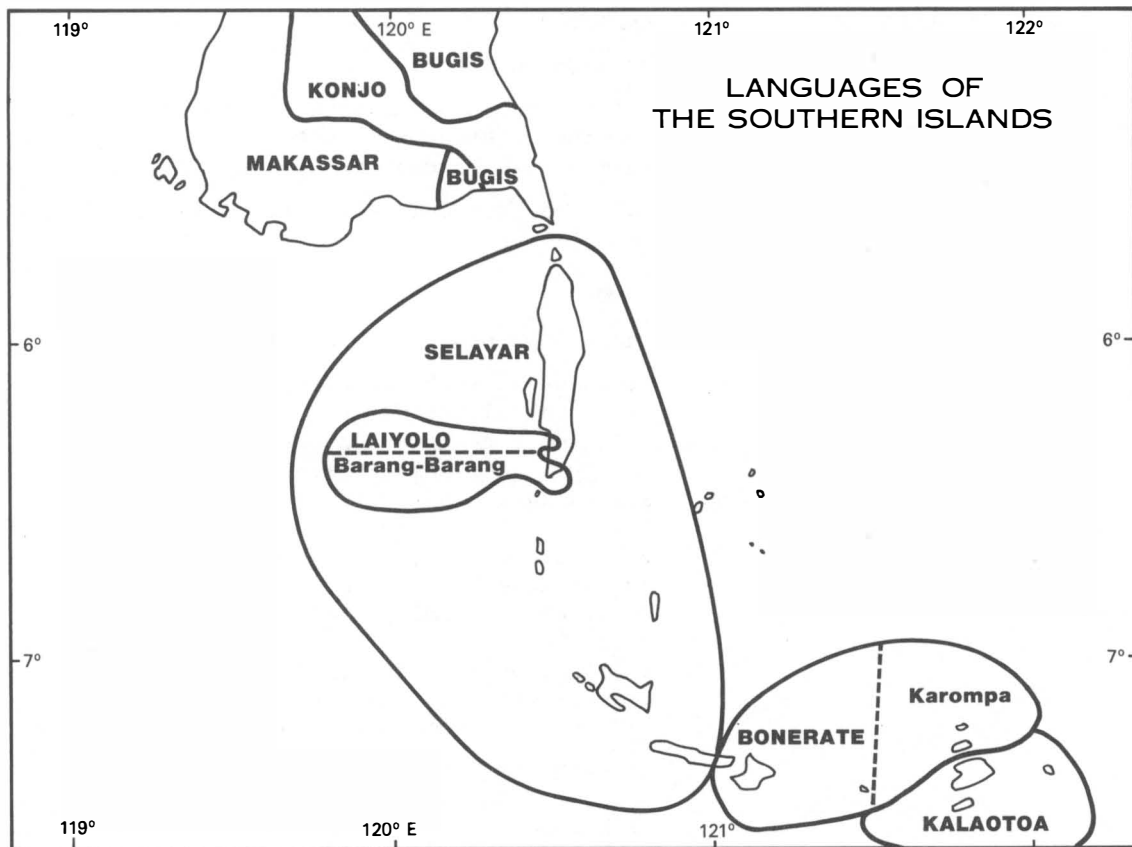 119°
120° E
121°
122°
BUGIS
KONJO
LANGUAGES OF
THE SOUTHERN ISLANDS
MAKASSAR
BUGIS
6°
SELAYAR
6°
LAIYOLO
Barang-Barang
7°
7°
Karompa
BONERATE
KALAOTOA
119°
120° E
121°